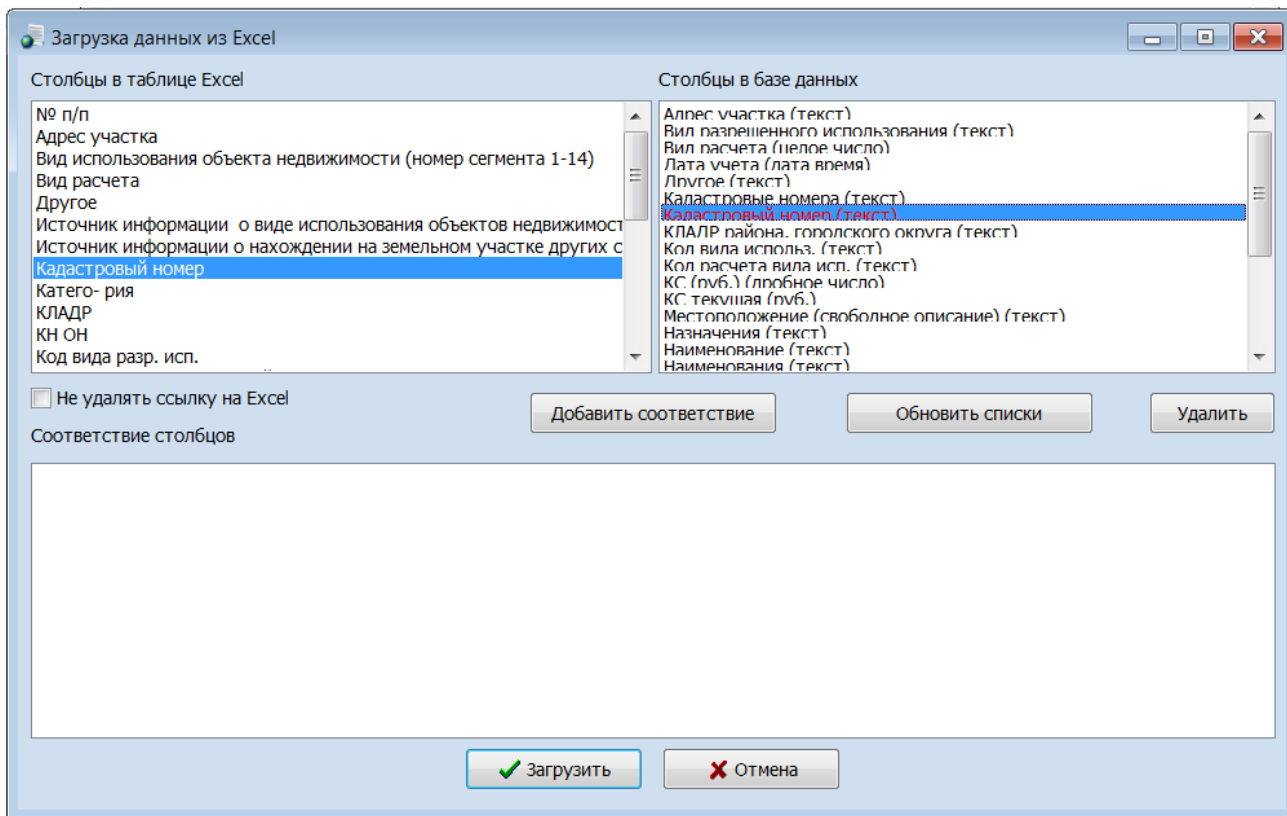 Загрузка данных из Excel
Столбцы в таблице Excel
№ п/п
Адрес участка
Вид использования объекта недвижимости (номер сегмента 1-14)
Вид расчета
Другое
Источник информации  о виде использования объектов недвижимост
Источник информации о нахождении на земельном участке других с
Кадастровый номер
Катего- рия
КЛАДР
КН ОН
Код вида разр. исп.
Столбцы в базе данных
Адрес участка (текст)
Вид разрешенного использования (текст)
Вид расчета (целое число)
Дата учета (дата время)
Другое (текст)
Кадастровые номера (текст)
Кадастровый номер (текст)
КЛАДР района, городского округа (текст)
Код вида использ. (текст)
Код расчета вида исп. (текст)
КС (руб.) (дробное число)
КС текущая (руб.)
Местоположение (свободное описание) (текст)
Назначения (текст)
Наименование (текст)
Наименования (текст)
Не удалять ссылку на Excel
Добавить соответствие
Обновить списки
Удалить
Соответствие столбцов
Загрузить
Отмена